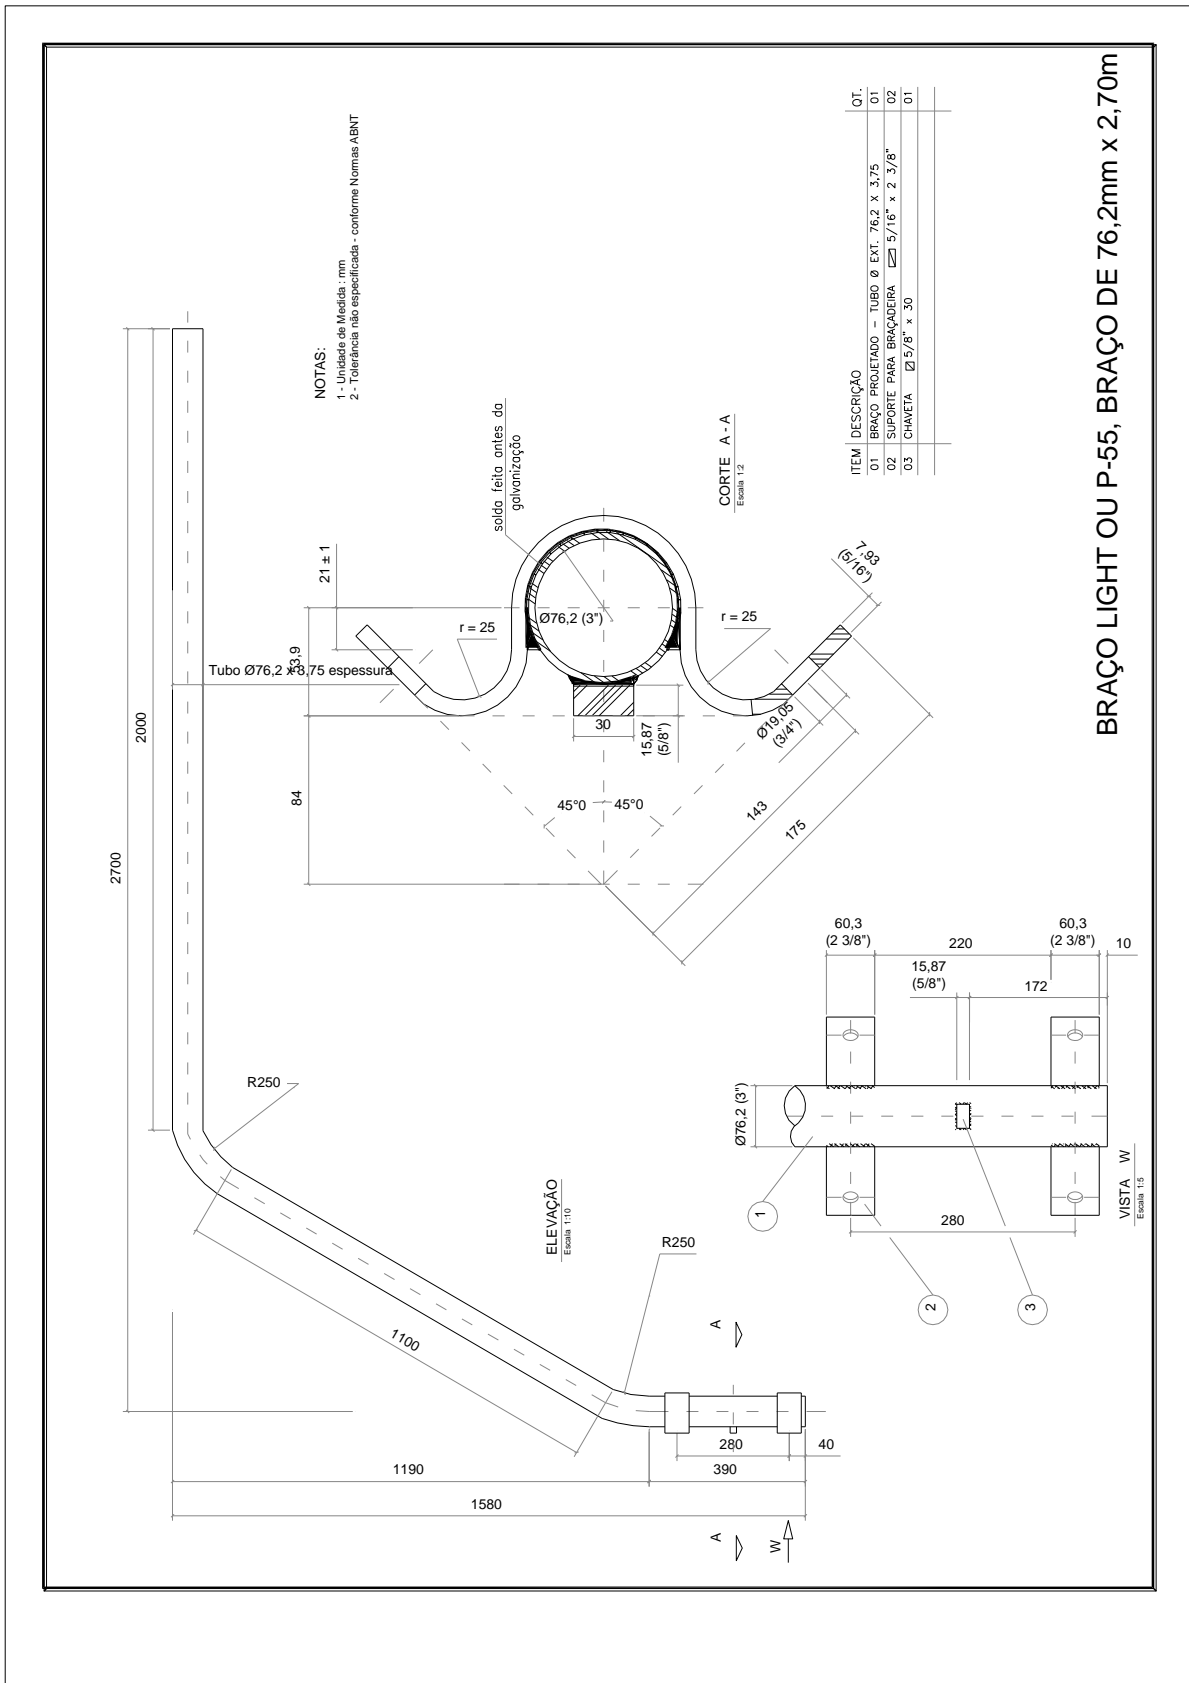 BRAÇO LIGHT OU P-55, BRAÇO DE 76,2mm x 2,70m
NOTAS:
1 - Unidade de Medida : mm
2 - Tolerância não especificada - conforme Normas ABNT
ITEM DESCRIÇÃO QT.
01 BRAÇO PROJETADO - TUBO Ø EXT. 76,2 X 3,75 01
02 SUPORTE PARA BRAÇADEIRA 5/16" x 2 3/8" 02
03 CHAVETA 5/8" x 30 01
solda feita antes da
galvanização
CORTE A - A
Escala 1:2
21 ± 1
53,9
84
r = 25
Ø76,2 (3")
r = 25
7,93
(5/16")
30
15,87
(5/8")
Ø19,05
(3/4")
45°0
45°0
143
175
Tubo Ø76,2 x 3,75 espessura
2000
2700
R250
1100
ELEVAÇÃO
Escala 1:10
R250
A
280
40
1190
390
1580
A
W
60,3
(2 3/8")
220
60,3
(2 3/8")
10
15,87
(5/8")
172
Ø76,2 (3")
280
1
2
3
VISTA W
Escala 1:5